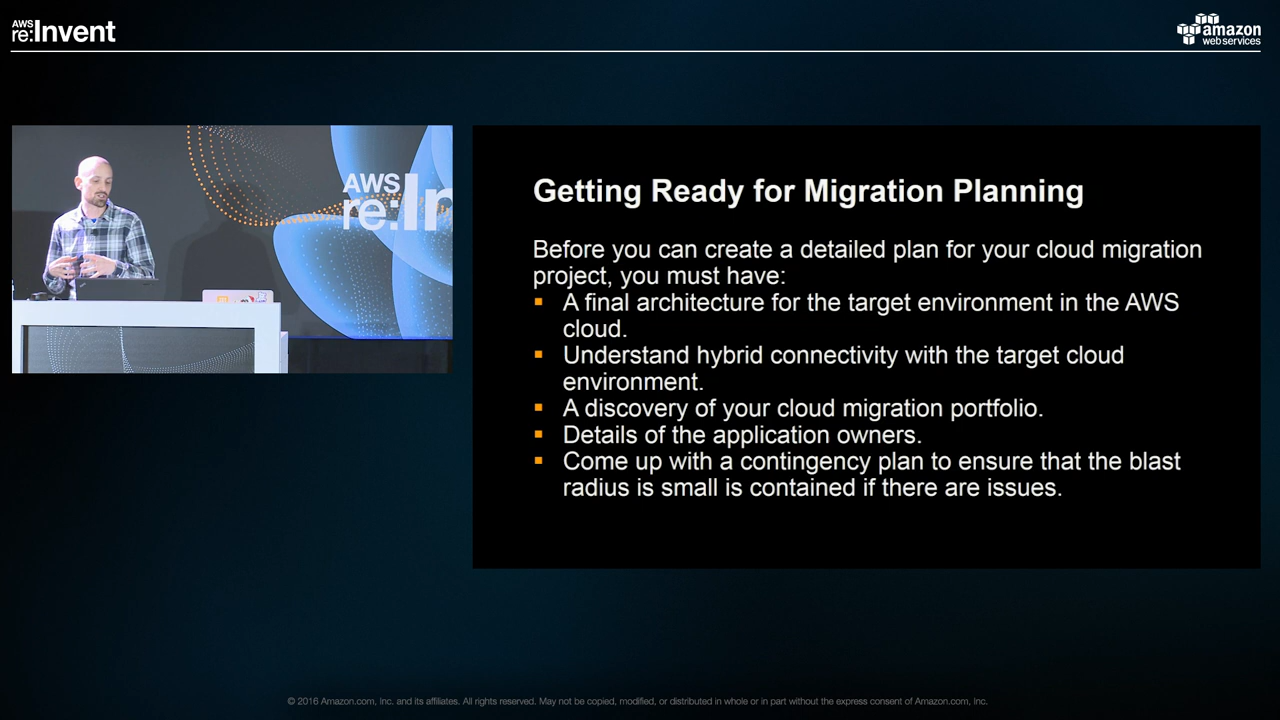 AWS
re:Invent
amazon
web services
AWS
re:In
Getting Ready for Migration Planning
Before you can create a detailed plan for your cloud migration
project, you must have:
▪ A final architecture for the target environment in the AWS
cloud.
▪ Understand hybrid connectivity with the target cloud
environment.
▪ A discovery of your cloud migration portfolio.
▪ Details of the application owners.
▪ Come up with a contingency plan to ensure that the blast
radius is small is contained if there are issues.
© 2016 Amazon.com, Inc. and its affiliates. All rights reserved. May not be copied, modified, or distributed in whole or in part without the express consent of Amazon.com, Inc.